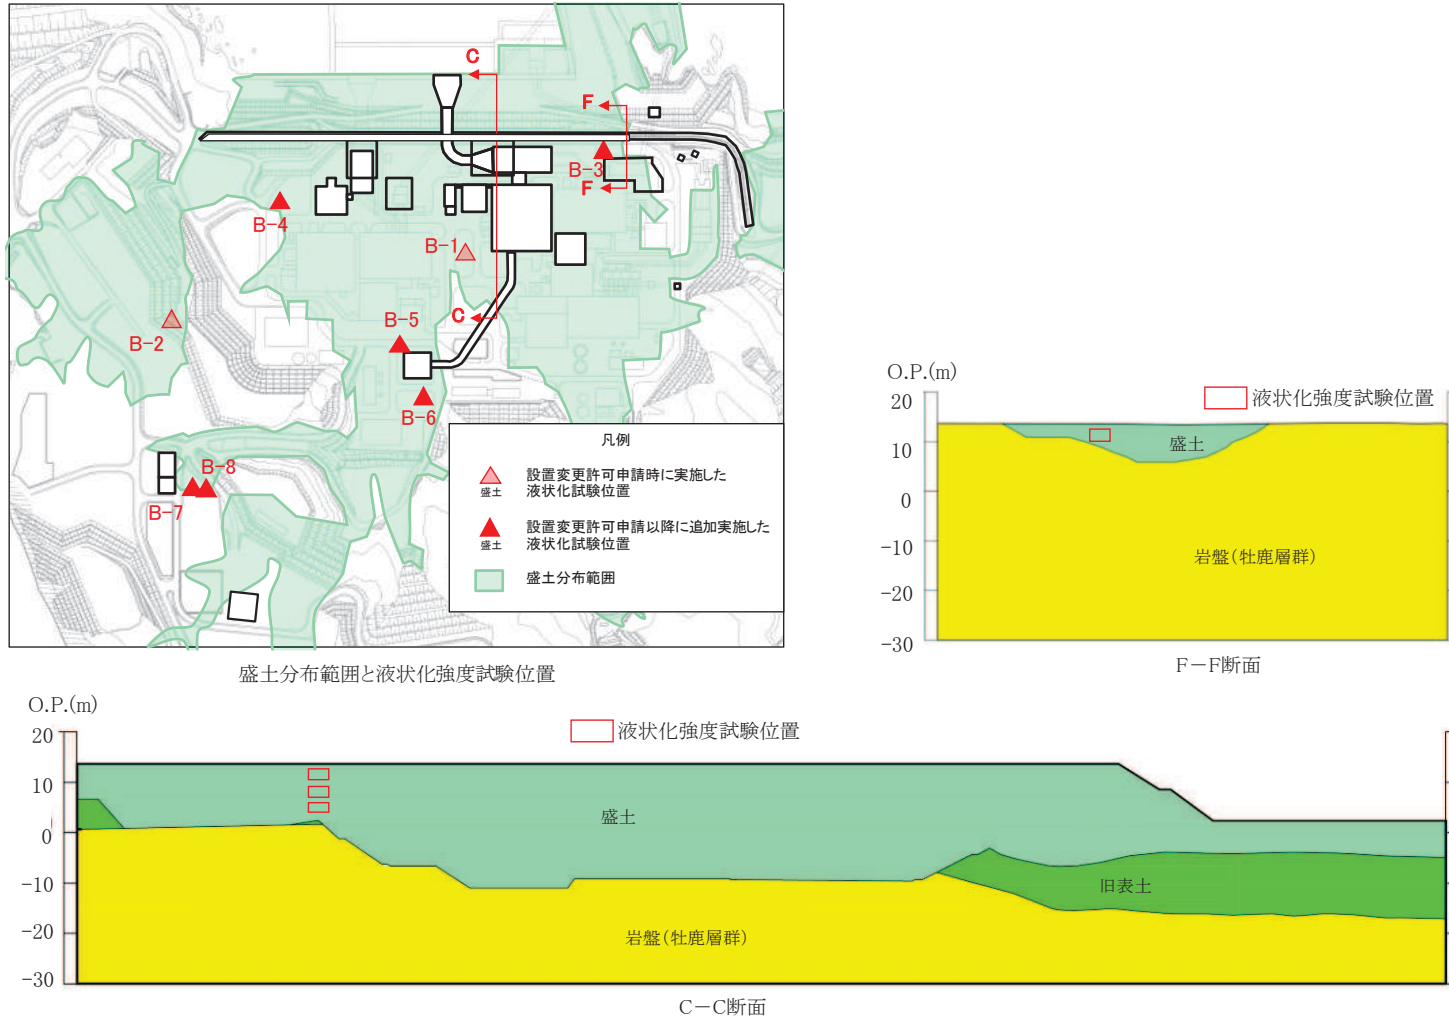 C
F
B-3
F
B-4
B-1
C
B-5
B-2
B-6
B-8
B-7
凡例
盛土
設置変更許可申請時に実施した
液状化試験位置
盛土
設置変更許可申請以降に追加実施した
液状化試験位置
盛土分布範囲
盛土分布範囲と液状化強度試験位置
O.P.(m)
液状化強度試験位置
20
10
0
-10
-20
-30
盛土
岩盤(牡鹿層群)
F-F断面
O.P.(m)
液状化強度試験位置
20
10
0
-10
-20
-30
盛土
旧表土
岩盤(牡鹿層群)
C-C断面